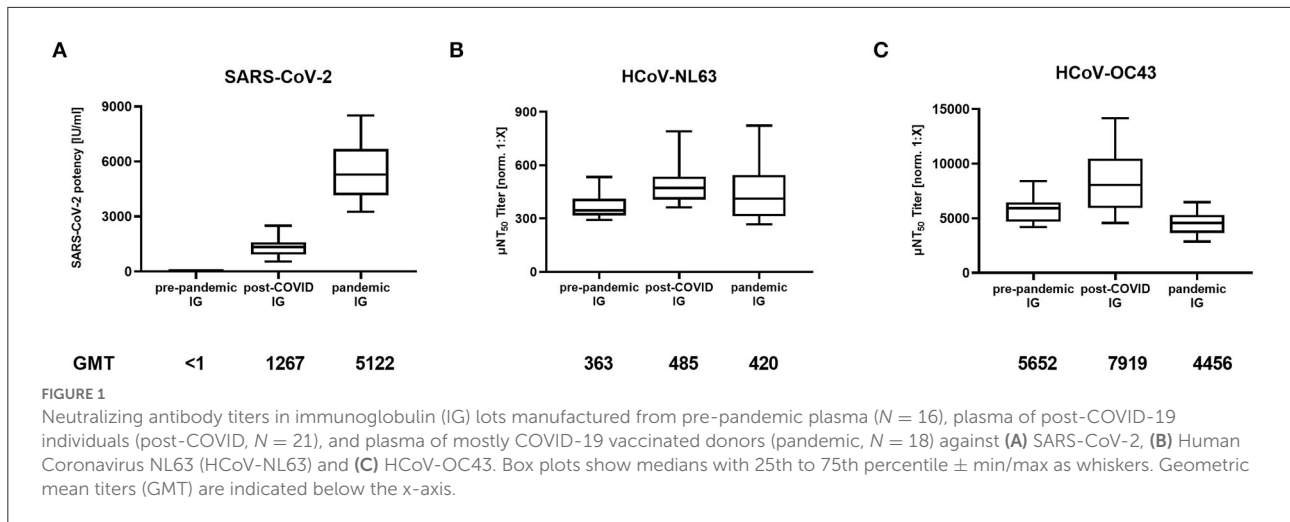 A
SARS-CoV-2
SARS-CoV-2 potency [IU/ml]
9000
6000
3000
0
pre-pandemic IG
post-COVID IG
pandemic IG
B
HCoV-NL63
µNT₅₀ Titer [norm. 1:X]
900
600
300
0
pre-pandemic IG
post-COVID IG
pandemic IG
C
HCoV-OC43
µNT₅₀ Titer [norm. 1:X]
15000
10000
5000
0
pre-pandemic IG
post-COVID IG
pandemic IG
GMT <1 1267 5122 363 485 420 5652 7919 4456
FIGURE 1
Neutralizing antibody titers in immunoglobulin (IG) lots manufactured from pre-pandemic plasma (N = 16), plasma of post-COVID-19
individuals (post-COVID, N = 21), and plasma of mostly COVID-19 vaccinated donors (pandemic, N = 18) against (A) SARS-CoV-2, (B) Human
Coronavirus NL63 (HCoV-NL63) and (C) HCoV-OC43. Box plots show medians with 25th to 75th percentile ± min/max as whiskers. Geometric
mean titers (GMT) are indicated below the x-axis.